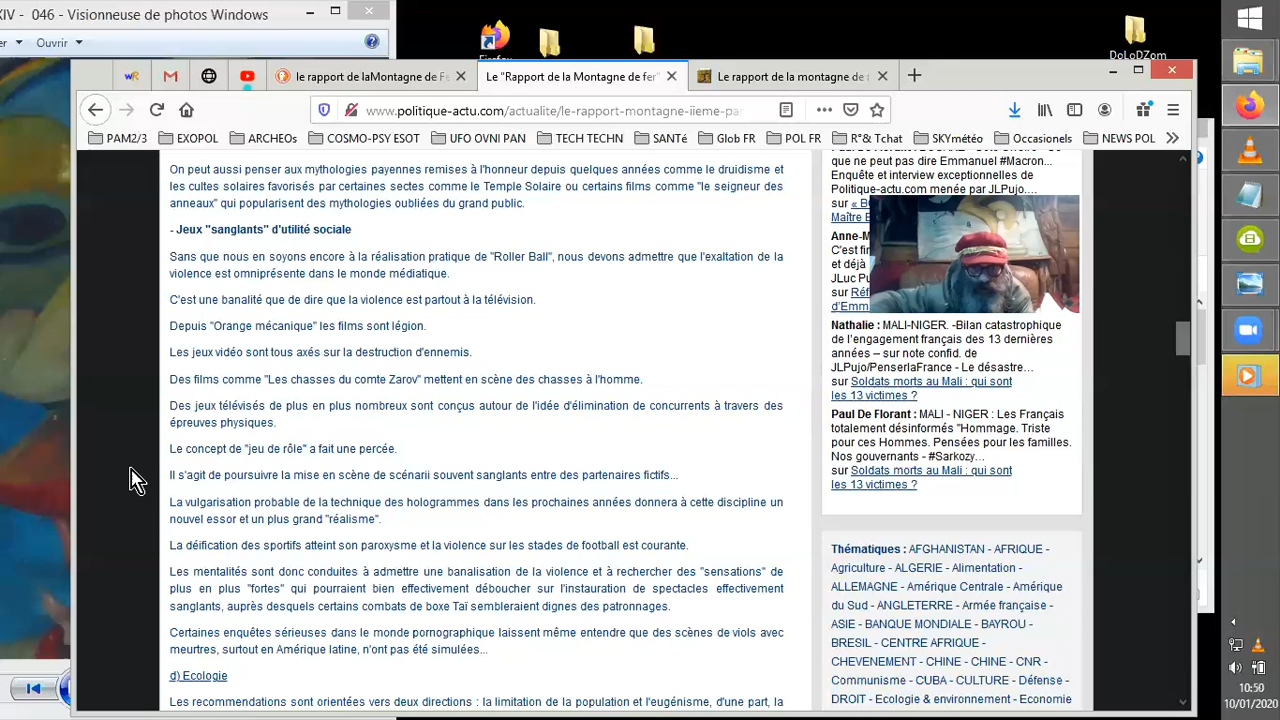 XIV - 046 - Visionneuse de photos Windows
Ouvrir
Firefox
DoLoDZom
le rapport de laMontagne de Fe
Le "Rapport de la Montagne de fer"
Le rapport de la montagne de
www.politique-actu.com/actualite/le-rapport-montagne-iieme-pa
PAM2/3 EXOPOL ARCHEOs COSMO-PSY ESOT UFO OVNI PAN TECH TECHN SANTé Glob FR POL FR R°& Tchat SKYmétéo Occasionels NEWS POL
On peut aussi penser aux mythologies payennes remises à l'honneur depuis quelques années comme le druidisme et
les cultes solaires favorisés par certaines sectes comme le Temple Solaire ou certains films comme "le seigneur des
anneaux" qui popularisent des mythologies oubliées du grand public.
- Jeux "sanglants" d'utilité sociale
Sans que nous en soyons encore à la réalisation pratique de "Roller Ball", nous devons admettre que l'exaltation de la
violence est omniprésente dans le monde médiatique.
C'est une banalité que de dire que la violence est partout à la télévision.
Depuis "Orange mécanique" les films sont légion.
Les jeux vidéo sont tous axés sur la destruction d'ennemis.
Des films comme "Les chasses du comte Zarov" mettent en scène des chasses à l'homme.
Des jeux télévisés de plus en plus nombreux sont conçus autour de l'idée d'élimination de concurrents à travers des
épreuves physiques.
Le concept de "jeu de rôle" a fait une percée.
Il s'agit de poursuivre la mise en scène de scénarii souvent sanglants entre des partenaires fictifs...
La vulgarisation probable de la technique des hologrammes dans les prochaines années donnera à cette discipline un
nouvel essor et un plus grand "réalisme".
La déification des sportifs atteint son paroxysme et la violence sur les stades de football est courante.
Les mentalités sont donc conduites à admettre une banalisation de la violence et à rechercher des "sensations" de
plus en plus "fortes" qui pourraient bien effectivement déboucher sur l'instauration de spectacles effectivement
sanglants, auprès desquels certains combats de boxe Taï sembleraient dignes des patronnages.
Certaines enquêtes sérieuses dans le monde pornographique laissent même entendre que des scènes de viols avec
meurtres, surtout en Amérique latine, n'ont pas été simulées...
d) Ecologie
Les recommendations sont orientées vers deux directions : la limitation de la population et l'eugénisme, d'une part, la
que ne peut pas dire Emmanuel #Macron...
Enquête et interview exceptionnelles de
Politique-actu.com menée par JLPujo....
sur « B
Maître E
Anne-M
C'est fin
et déjà
JLuc Pu
sur Réf
d'Emm
Nathalie : MALI-NIGER. -Bilan catastrophique
de l'engagement français des 13 dernières
années – sur note confid. de
JLPujo/PenserlaFrance - Le désastre...
sur Soldats morts au Mali : qui sont
les 13 victimes ?
Paul De Florant : MALI - NIGER : Les Français
totalement désinformés "Hommage. Triste
pour ces Hommes. Pensées pour les familles.
Nos gouvernants - #Sarkozy...
sur Soldats morts au Mali : qui sont
les 13 victimes ?
Thématiques : AFGHANISTAN - AFRIQUE -
Agriculture - ALGERIE - Alimentation -
ALLEMAGNE - Amérique Centrale - Amérique
du Sud - ANGLETERRE - Armée française -
ASIE - BANQUE MONDIALE - BAYROU -
BRESIL - CENTRE AFRIQUE -
CHEVENEMENT - CHINE - CHINE - CNR -
Communisme - CUBA - CULTURE - Défense -
DROIT - Ecologie & environnement - Economie
10:50
10/01/2020